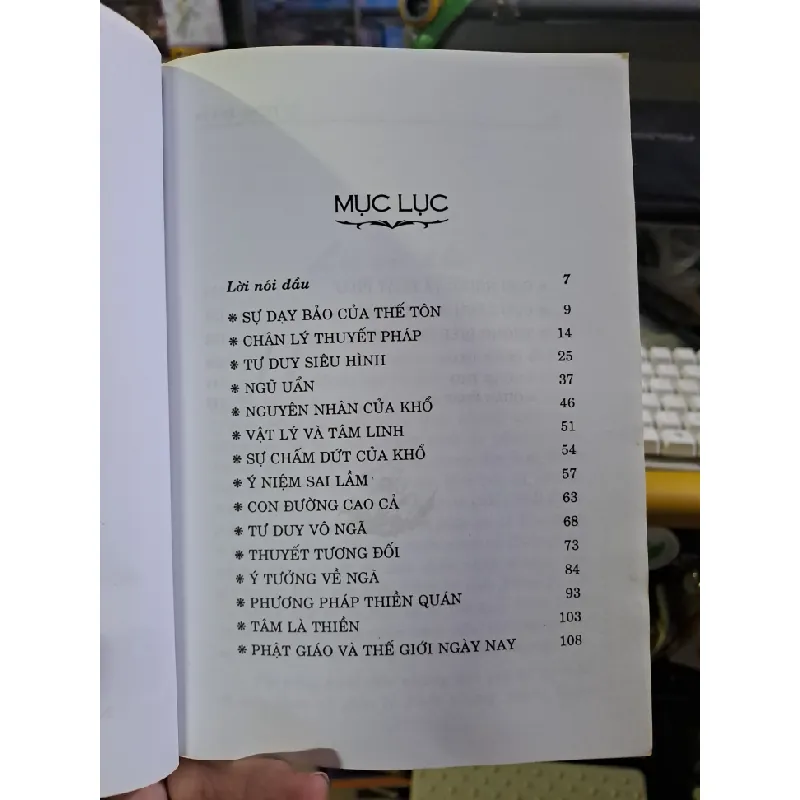 MỤC LỤC
Lời nói đầu 7
❋ SỰ DẠY BẢO CỦA THẾ TÔN 9
❋ CHÂN LÝ THUYẾT PHÁP 14
❋ TƯ DUY SIÊU HÌNH 25
❋ NGŨ UẨN 37
❋ NGUYÊN NHÂN CỦA KHỔ 46
❋ VẬT LÝ VÀ TÂM LINH 51
❋ SỰ CHẤM DỨT CỦA KHỔ 54
❋ Ý NIỆM SAI LẦM 57
❋ CON ĐƯỜNG CAO CẢ 63
❋ TƯ DUY VÔ NGÃ 68
❋ THUYẾT TƯƠNG ĐỐI 73
❋ Ý TƯỞNG VỀ NGÃ 84
❋ PHƯƠNG PHÁP THIỀN QUÁN 93
❋ TÂM LÀ THIỀN 103
❋ PHẬT GIÁO VÀ THẾ GIỚI NGÀY NAY 108